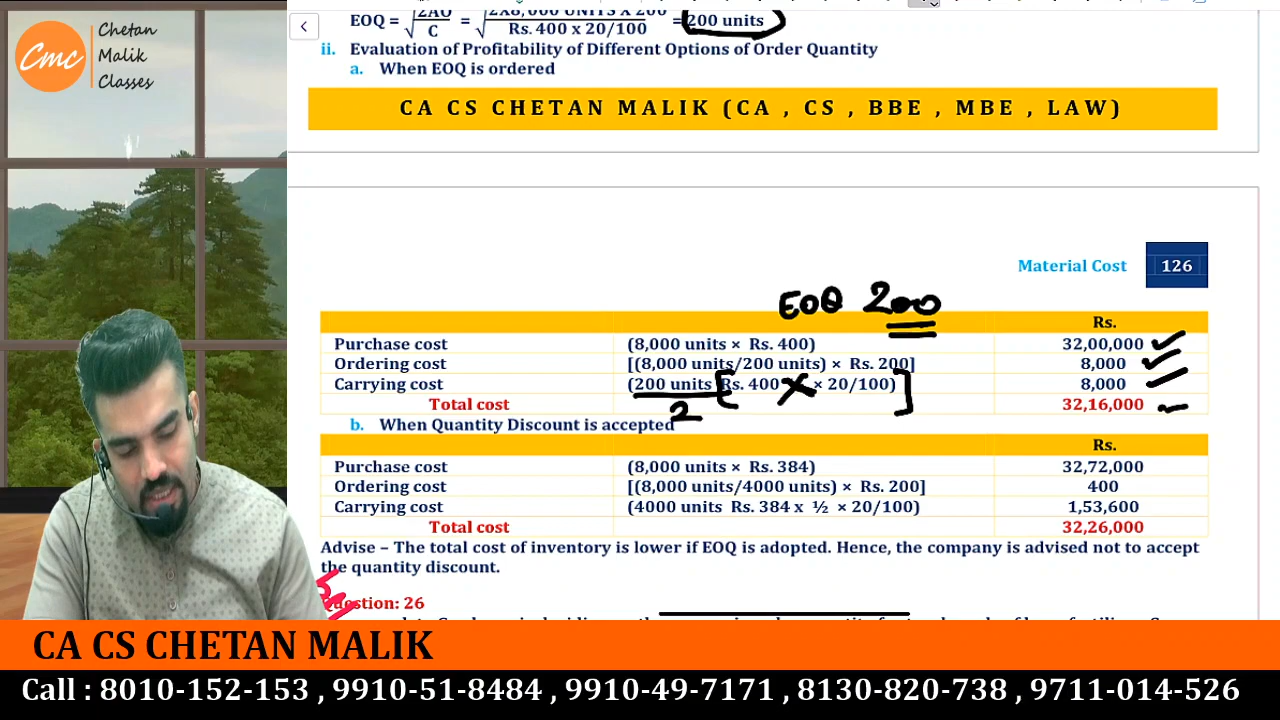 Chetan
Malik
Classes
cmc
EOQ = √2AO/C = √2X8,000 UNITS X 200/Rs. 400 x 20/100 = 200 units
ii. Evaluation of Profitability of Different Options of Order Quantity
a. When EOQ is ordered
CA CS CHETAN MALIK (CA , CS , BBE , MBE , LAW)
Material Cost 126
EOQ 200
Rs.
Purchase cost (8,000 units × Rs. 400) 32,00,000
Ordering cost [(8,000 units/200 units) × Rs. 200] 8,000
Carrying cost (200 units Rs. 400 × 20/100) 8,000
2
Total cost 32,16,000
b. When Quantity Discount is accepted
Rs.
Purchase cost (8,000 units × Rs. 384) 32,72,000
Ordering cost [(8,000 units/4000 units) × Rs. 200] 400
Carrying cost (4000 units Rs. 384 x ½ × 20/100) 1,53,600
Total cost 32,26,000
Advise – The total cost of inventory is lower if EOQ is adopted. Hence, the company is advised not to accept
the quantity discount.
Question: 26
CA CS CHETAN MALIK
Call : 8010-152-153 , 9910-51-8484 , 9910-49-7171 , 8130-820-738 , 9711-014-526